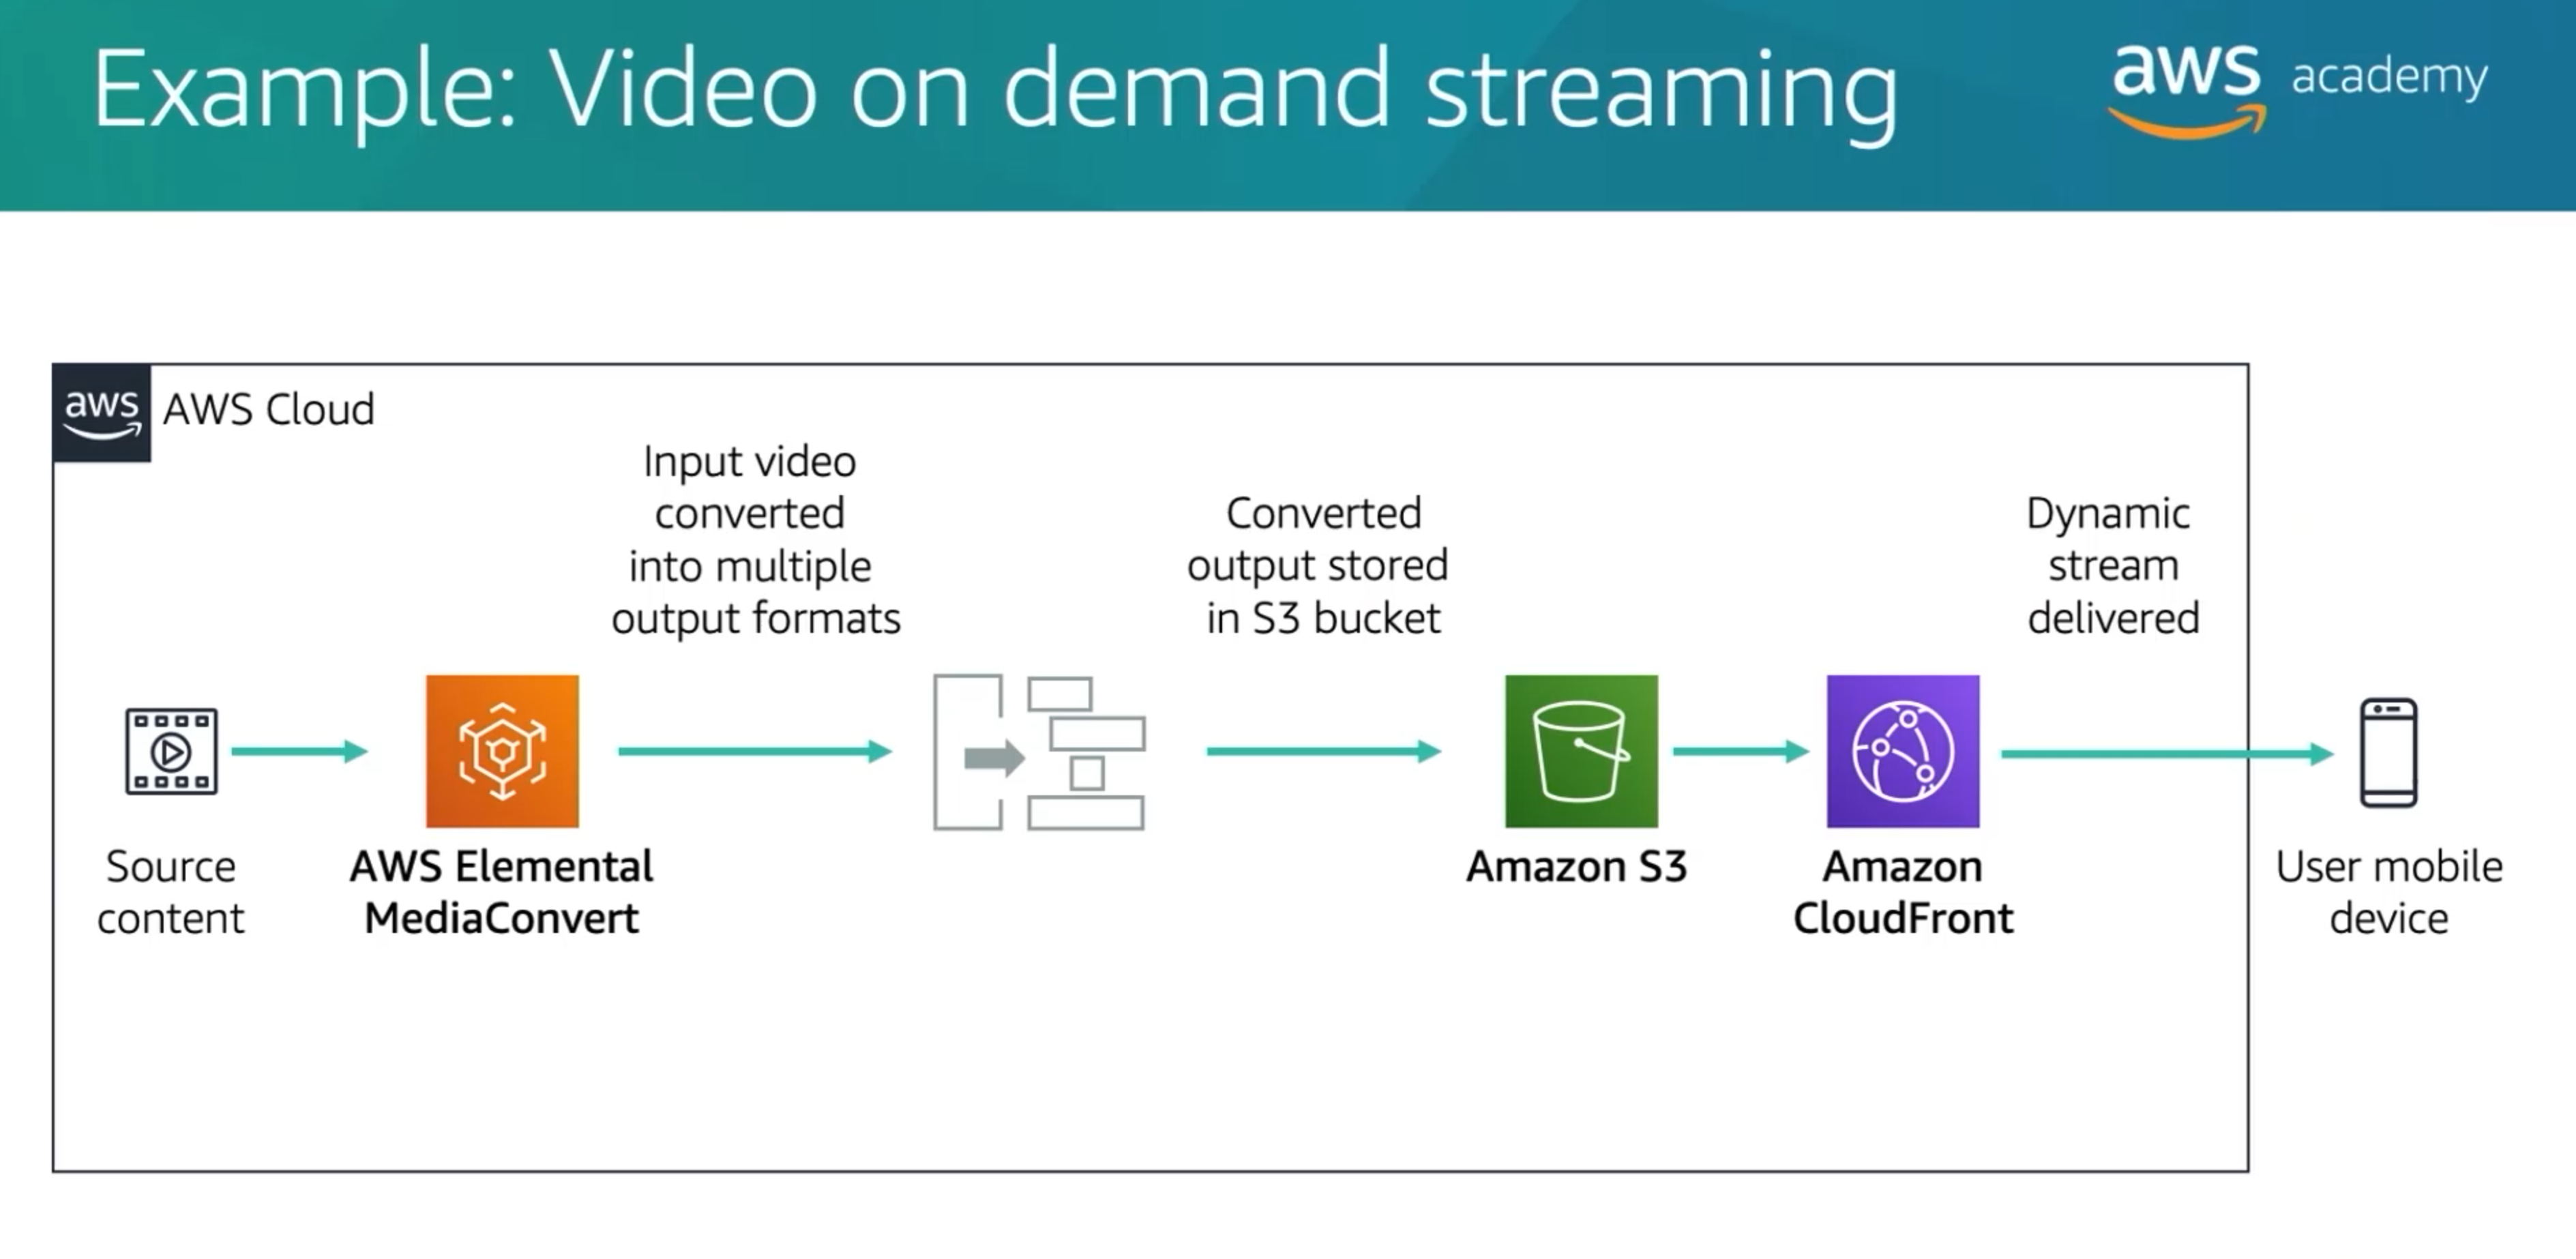 Example: Video on demand streaming
aws academy
aws
AWS Cloud
Input video
converted
into multiple
output formats
Converted
output stored
in S3 bucket
Dynamic
stream
delivered
Source
content
AWS Elemental
MediaConvert
Amazon S3
Amazon
CloudFront
User mobile
device